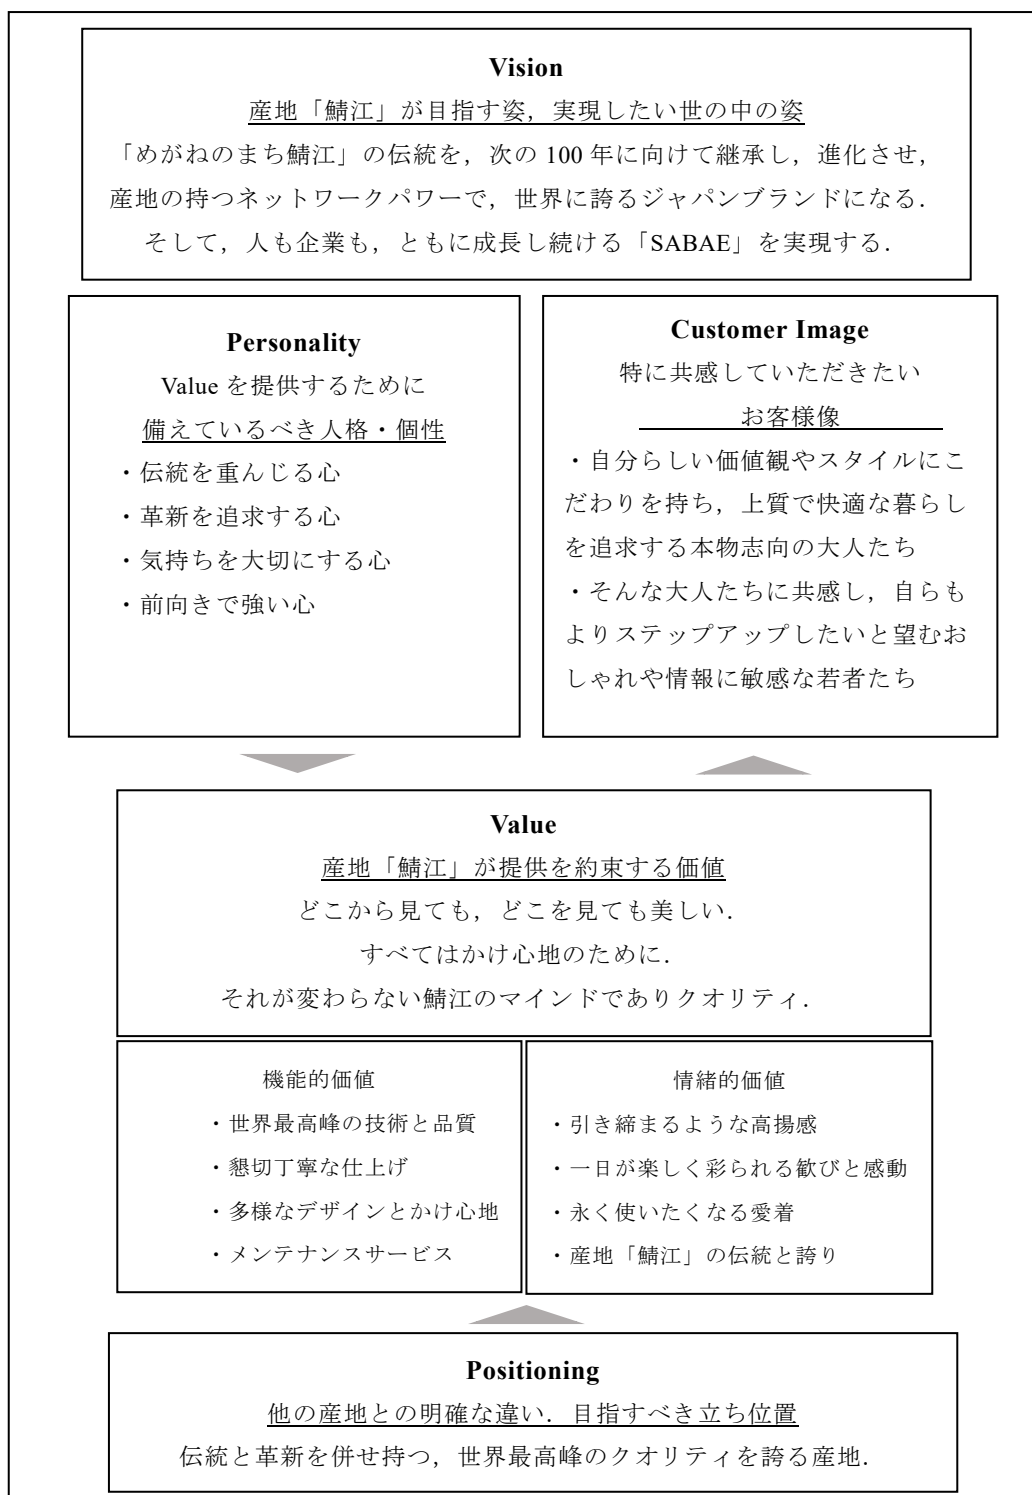 Vision
産地「鯖江」が目指す姿，実現したい世の中の姿
「めがねのまち鯖江」の伝統を，次の 100 年に向けて継承し，進化させ，
産地の持つネットワークパワーで，世界に誇るジャパンブランドになる．
そして，人も企業も，ともに成長し続ける「SABAE」を実現する．
Personality
Value を提供するために
備えているべき人格・個性
・伝統を重んじる心
・革新を追求する心
・気持ちを大切にする心
・前向きで強い心
Customer Image
特に共感していただきたい
お客様像
・自分らしい価値観やスタイルにこ
だわりを持ち，上質で快適な暮らし
を追求する本物志向の大人たち
・そんな大人たちに共感し，自らも
よりステップアップしたいと望むお
しゃれや情報に敏感な若者たち
Value
産地「鯖江」が提供を約束する価値
どこから見ても，どこを見ても美しい．
すべてはかけ心地のために．
それが変わらない鯖江のマインドでありクオリティ．
機能的価値
・世界最高峰の技術と品質
・懇切丁寧な仕上げ
・多様なデザインとかけ心地
・メンテナンスサービス
情緒的価値
・引き締まるような高揚感
・一日が楽しく彩られる歓びと感動
・永く使いたくなる愛着
・産地「鯖江」の伝統と誇り
Positioning
他の産地との明確な違い．目指すべき立ち位置
伝統と革新を併せ持つ，世界最高峰のクオリティを誇る産地．